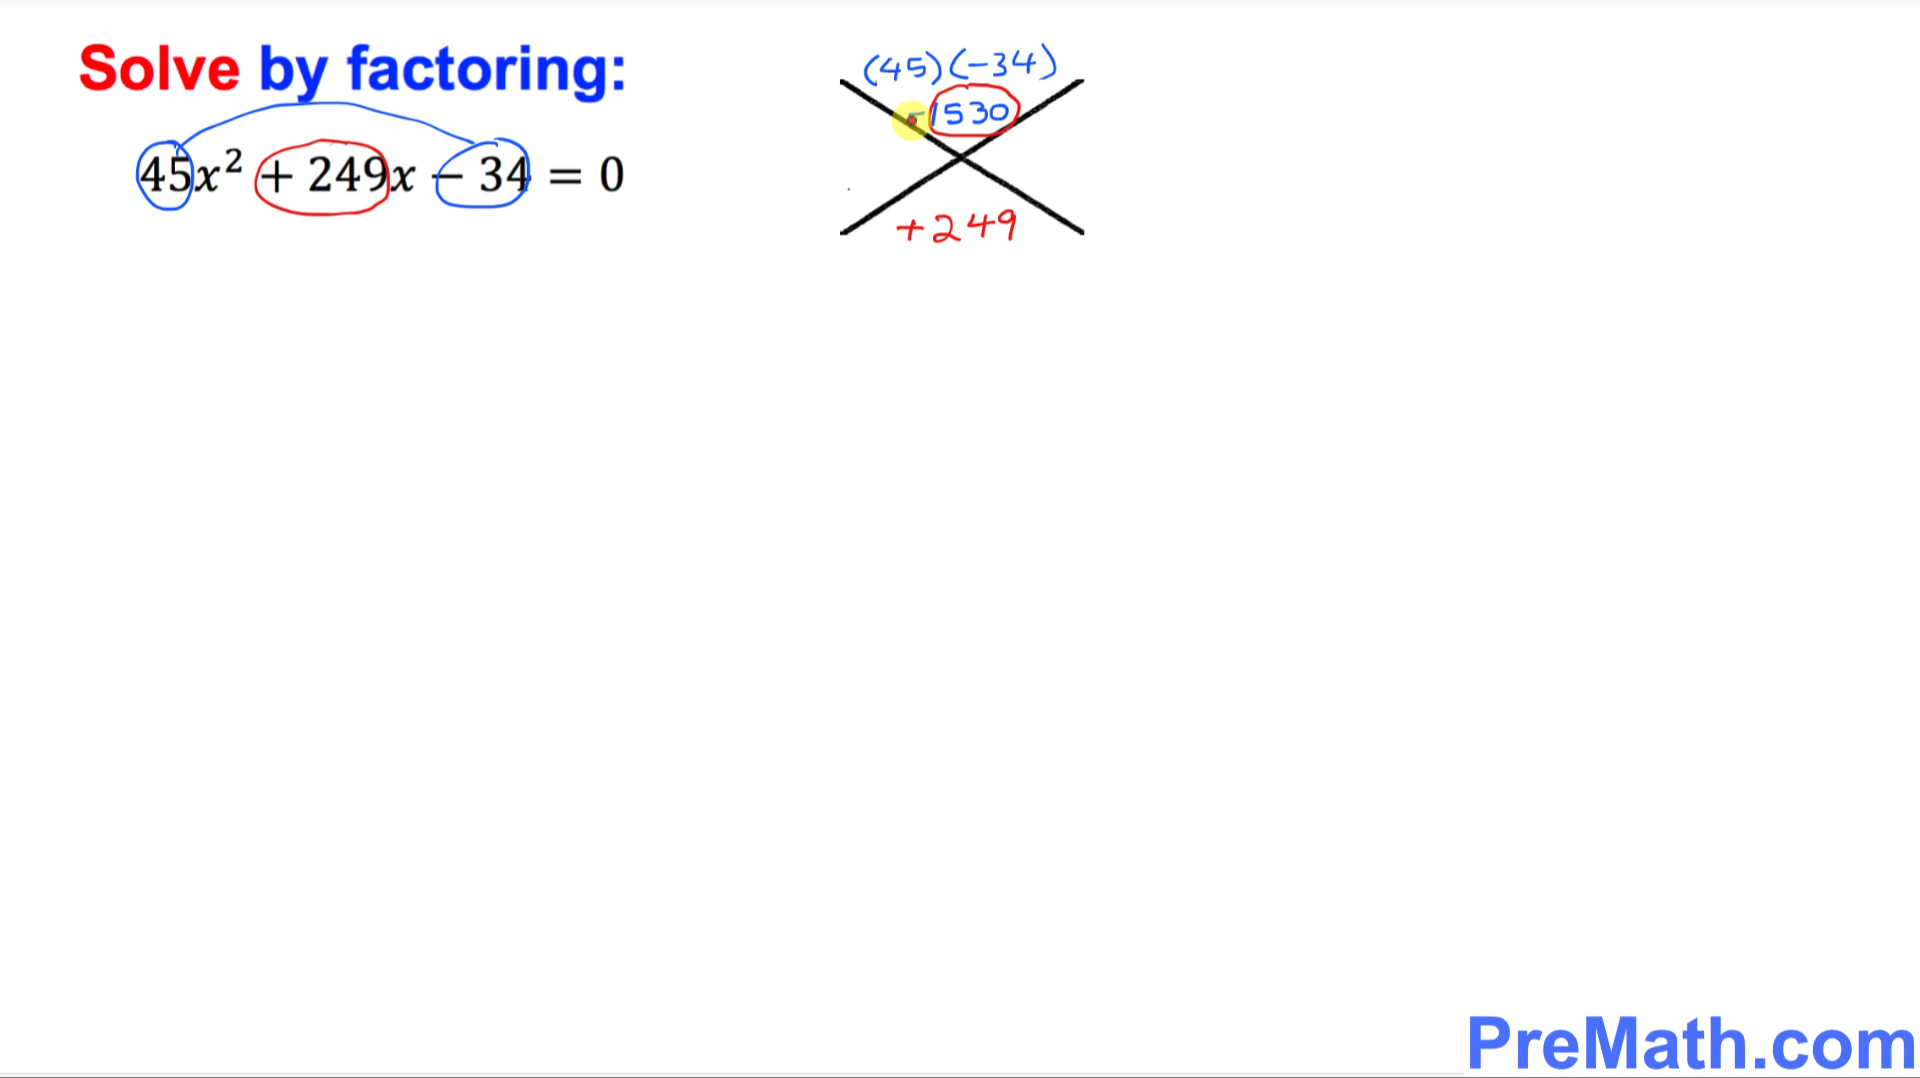 Solve by factoring:
45x² + 249x − 34 = 0
(45)(-34)
-1530
+249
PreMath.com